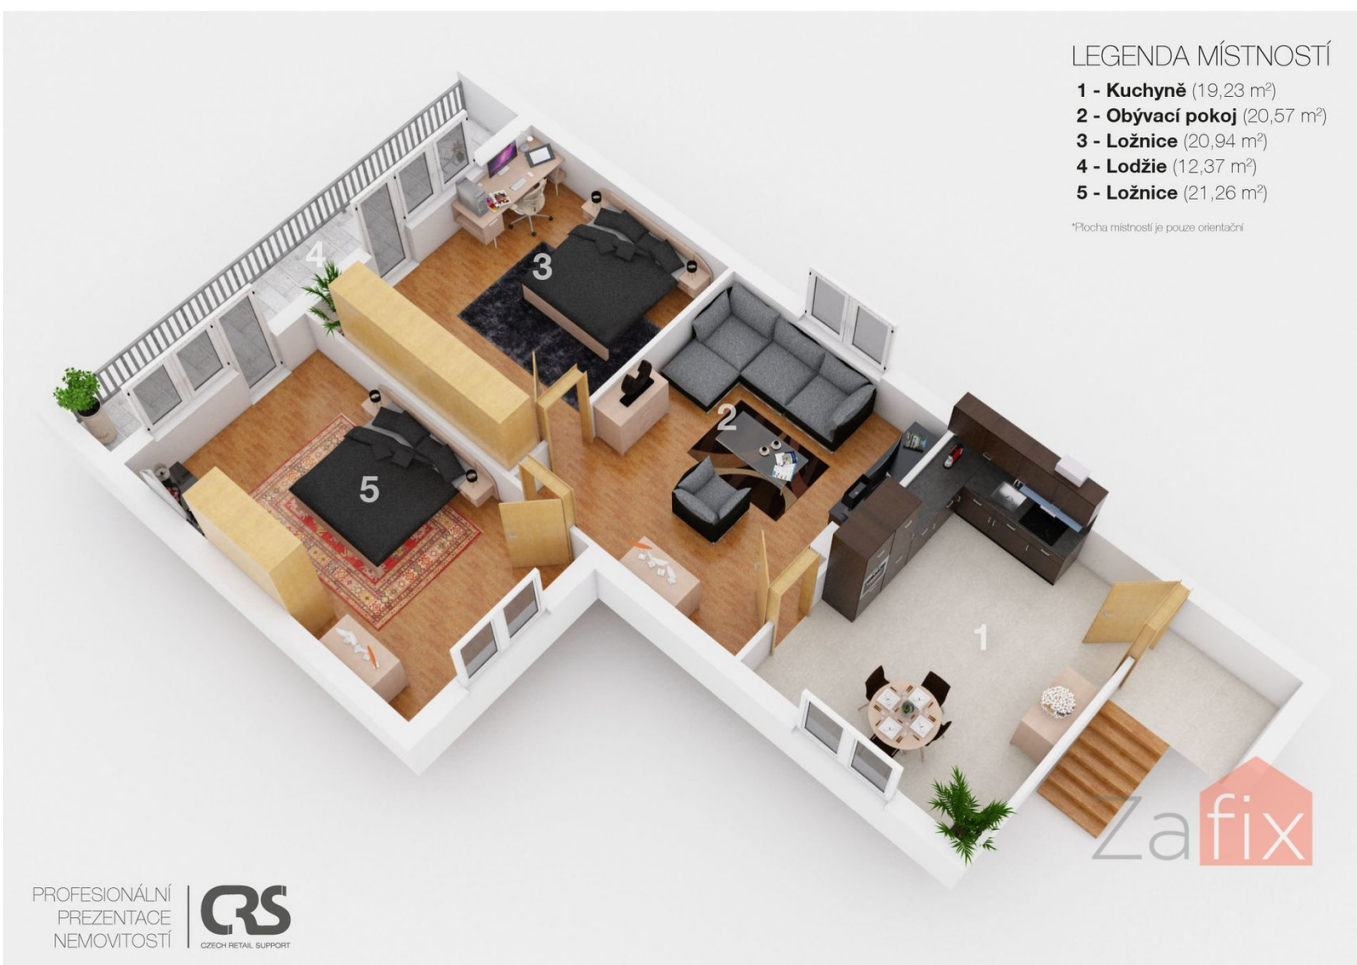 LEGENDA MÍSTNOSTÍ
1 - Kuchyně (19,23 m²)
2 - Obývací pokoj (20,57 m²)
3 - Ložnice (20,94 m²)
4 - Lodžie (12,37 m²)
5 - Ložnice (21,26 m²)
*Plocha místností je pouze orientační
4
3
2
5
1
Zafix
PROFESIONÁLNÍ
PREZENTACE
NEMOVITOSTÍ
CRS
CZECH RETAIL SUPPORT